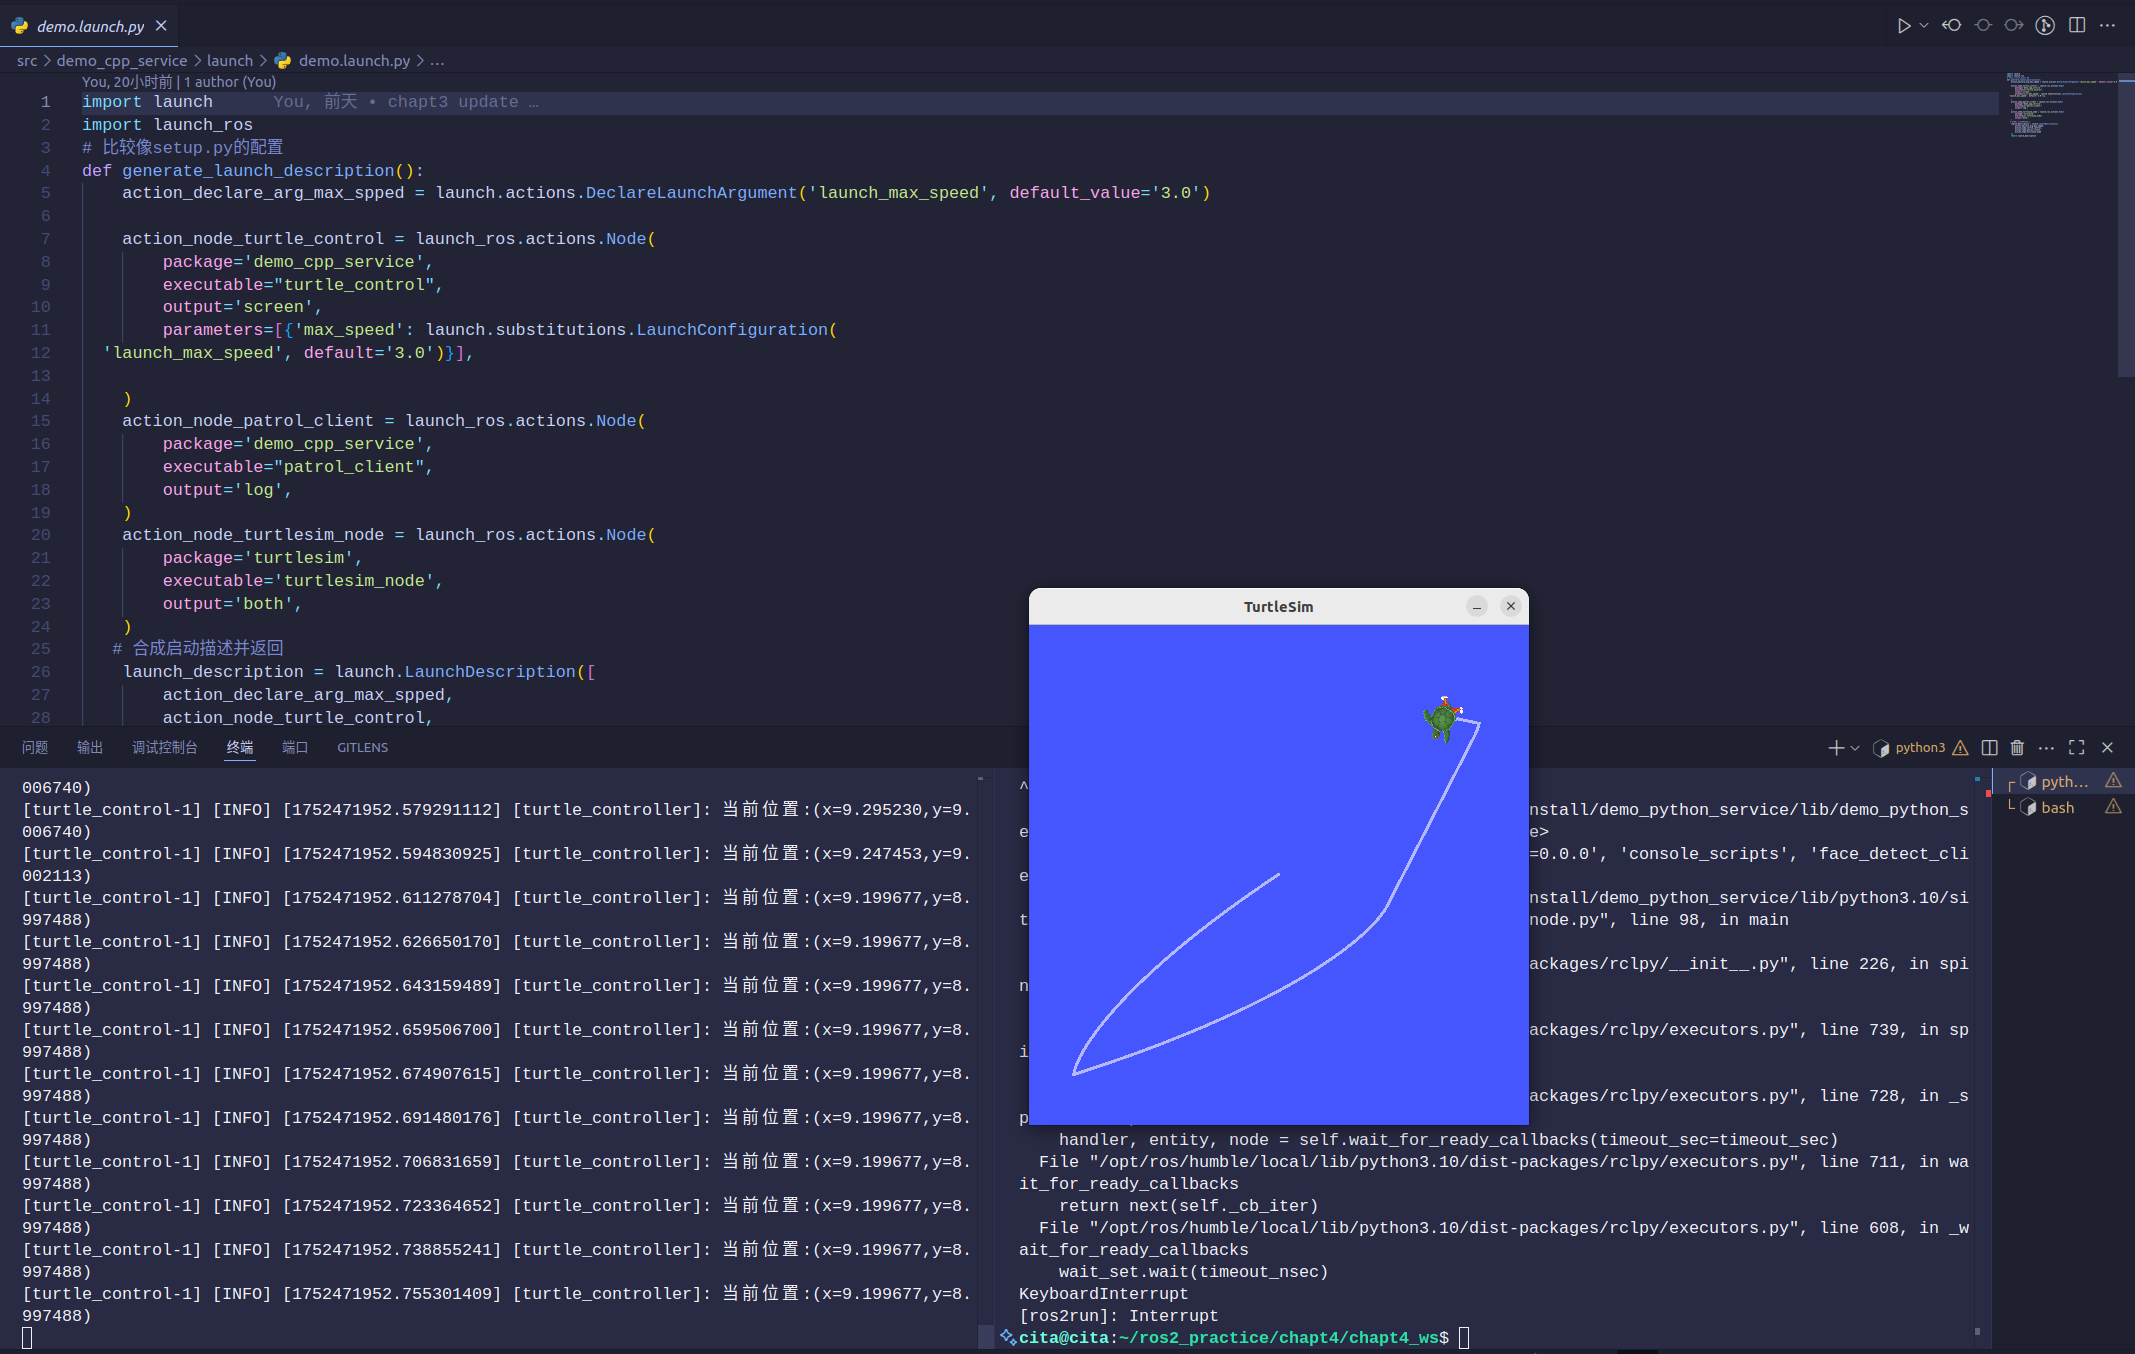 demo.launch.py
src > demo_cpp_service > launch > demo.launch.py > ...
You, 20小时前 | 1 author (You)
1 import launch You, 前天 • chapt3 update …
2 import launch_ros
3 # 比较像setup.py的配置
4 def generate_launch_description():
5 action_declare_arg_max_spped = launch.actions.DeclareLaunchArgument('launch_max_speed', default_value='3.0')
6
7 action_node_turtle_control = launch_ros.actions.Node(
8 package='demo_cpp_service',
9 executable="turtle_control",
10 output='screen',
11 parameters=[{'max_speed': launch.substitutions.LaunchConfiguration(
12 'launch_max_speed', default='3.0')}],
13
14 )
15 action_node_patrol_client = launch_ros.actions.Node(
16 package='demo_cpp_service',
17 executable="patrol_client",
18 output='log',
19 )
20 action_node_turtlesim_node = launch_ros.actions.Node(
21 package='turtlesim',
22 executable='turtlesim_node',
23 output='both',
24 )
25 # 合成启动描述并返回
26 launch_description = launch.LaunchDescription([
27 action_declare_arg_max_spped,
28 action_node_turtle_control,
TurtleSim
问题 输出 调试控制台 终端 端口 GITLENS
python3
006740)
[turtle_control-1] [INFO] [1752471952.579291112] [turtle_controller]: 当前位置:(x=9.295230,y=9.
006740)
[turtle_control-1] [INFO] [1752471952.594830925] [turtle_controller]: 当前位置:(x=9.247453,y=9.
002113)
[turtle_control-1] [INFO] [1752471952.611278704] [turtle_controller]: 当前位置:(x=9.199677,y=8.
997488)
[turtle_control-1] [INFO] [1752471952.626650170] [turtle_controller]: 当前位置:(x=9.199677,y=8.
997488)
[turtle_control-1] [INFO] [1752471952.643159489] [turtle_controller]: 当前位置:(x=9.199677,y=8.
997488)
[turtle_control-1] [INFO] [1752471952.659506700] [turtle_controller]: 当前位置:(x=9.199677,y=8.
997488)
[turtle_control-1] [INFO] [1752471952.674907615] [turtle_controller]: 当前位置:(x=9.199677,y=8.
997488)
[turtle_control-1] [INFO] [1752471952.691480176] [turtle_controller]: 当前位置:(x=9.199677,y=8.
997488)
[turtle_control-1] [INFO] [1752471952.706831659] [turtle_controller]: 当前位置:(x=9.199677,y=8.
997488)
[turtle_control-1] [INFO] [1752471952.723364652] [turtle_controller]: 当前位置:(x=9.199677,y=8.
997488)
[turtle_control-1] [INFO] [1752471952.738855241] [turtle_controller]: 当前位置:(x=9.199677,y=8.
997488)
[turtle_control-1] [INFO] [1752471952.755301409] [turtle_controller]: 当前位置:(x=9.199677,y=8.
997488)
^
nstall/demo_python_service/lib/demo_python_s
e e>
=0.0.0', 'console_scripts', 'face_detect_cli
e
nstall/demo_python_service/lib/python3.10/si
t node.py", line 98, in main
ackages/rclpy/__init__.py", line 226, in spi
n
ackages/rclpy/executors.py", line 739, in sp
i
ackages/rclpy/executors.py", line 728, in _s
p
handler, entity, node = self.wait_for_ready_callbacks(timeout_sec=timeout_sec)
File "/opt/ros/humble/local/lib/python3.10/dist-packages/rclpy/executors.py", line 711, in wa
it_for_ready_callbacks
return next(self._cb_iter)
File "/opt/ros/humble/local/lib/python3.10/dist-packages/rclpy/executors.py", line 608, in _w
ait_for_ready_callbacks
wait_set.wait(timeout_nsec)
KeyboardInterrupt
[ros2run]: Interrupt
cita@cita:~/ros2_practice/chapt4/chapt4_ws$
pyth...
bash